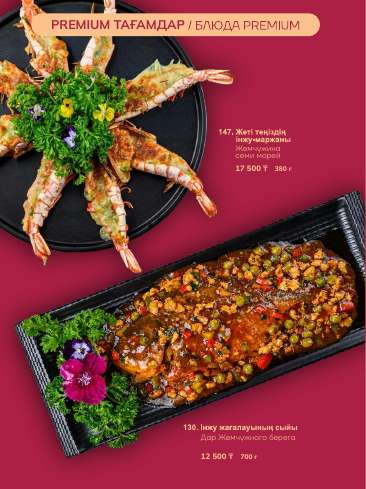 PREMIUM ТАҒАМДАР / БЛЮДА PREMIUM
147. Жеті теңіздің
інжу-маржаны
Жемчужина
семи морей
17 500 ₸ 380 г
130. Інжу жағалауының сыйы
Дар Жемчужного берега
12 500 ₸ 700 г